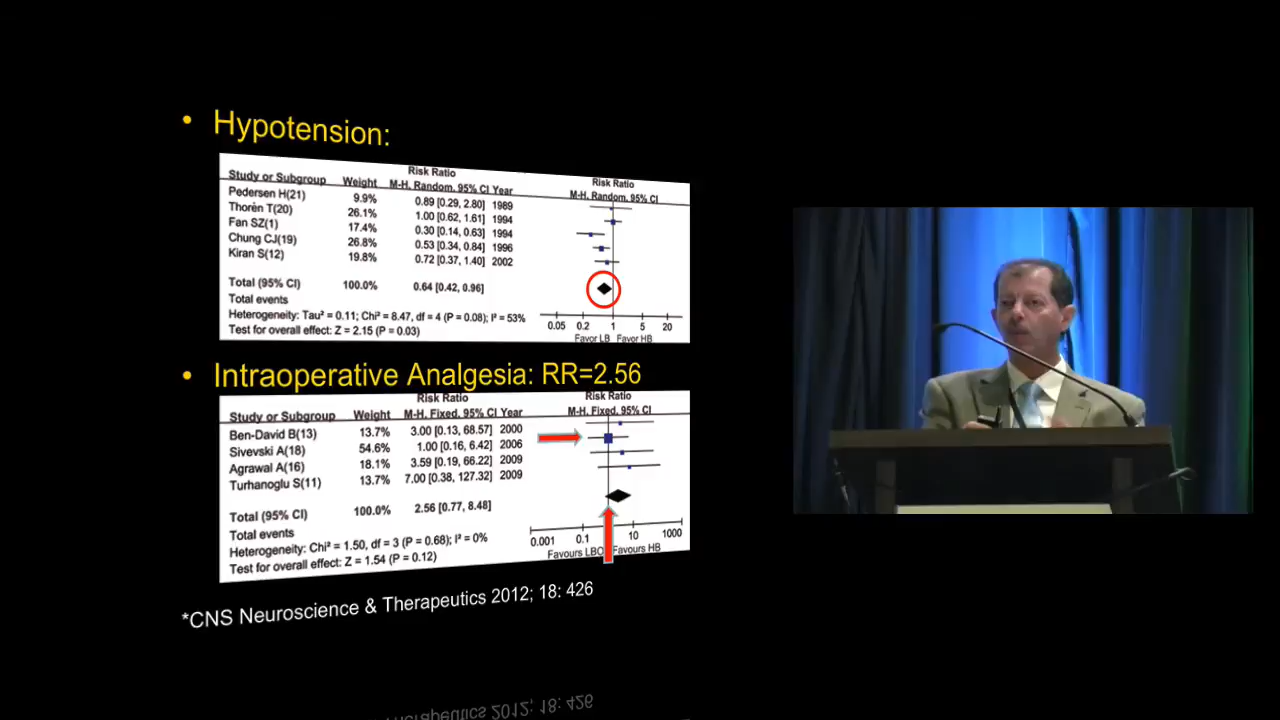 • Hypotension:
Risk Ratio Risk Ratio
Study or Subgroup Weight M-H, Random, 95% CI Year M-H, Random, 95% CI
Pedersen H(21) 9.9% 0.89 [0.29, 2.80] 1989
Thorén T(20) 26.1% 1.00 [0.62, 1.61] 1994
Fan SZ(1) 17.4% 0.30 [0.14, 0.63] 1994
Chung CJ(19) 26.8% 0.53 [0.34, 0.84] 1996
Kiran S(12) 19.8% 0.72 [0.37, 1.40] 2002
Total (95% CI) 100.0% 0.64 [0.42, 0.96]
Total events
Heterogeneity: Tau² = 0.11; Chi² = 8.47, df = 4 (P = 0.08); I² = 53%
Test for overall effect: Z = 2.15 (P = 0.03)
0.05 0.2 1 5 20
Favor LB Favor HB
• Intraoperative Analgesia: RR=2.56
Risk Ratio Risk Ratio
Study or Subgroup Weight M-H, Fixed, 95% CI Year M-H, Fixed, 95% CI
Ben-David B(13) 13.7% 3.00 [0.13, 68.57] 2000
Sivevski A(18) 54.6% 1.00 [0.16, 6.42] 2006
Agrawal A(16) 18.1% 3.59 [0.19, 66.22] 2009
Turhanoglu S(11) 13.7% 7.00 [0.38, 127.32] 2009
Total (95% CI) 100.0% 2.56 [0.77, 8.48]
Total events
Heterogeneity: Chi² = 1.50, df = 3 (P = 0.68); I² = 0%
Test for overall effect: Z = 1.54 (P = 0.12)
0.001 0.1 10 1000
Favours LBO Favours HB
*CNS Neuroscience & Therapeutics 2012; 18: 426